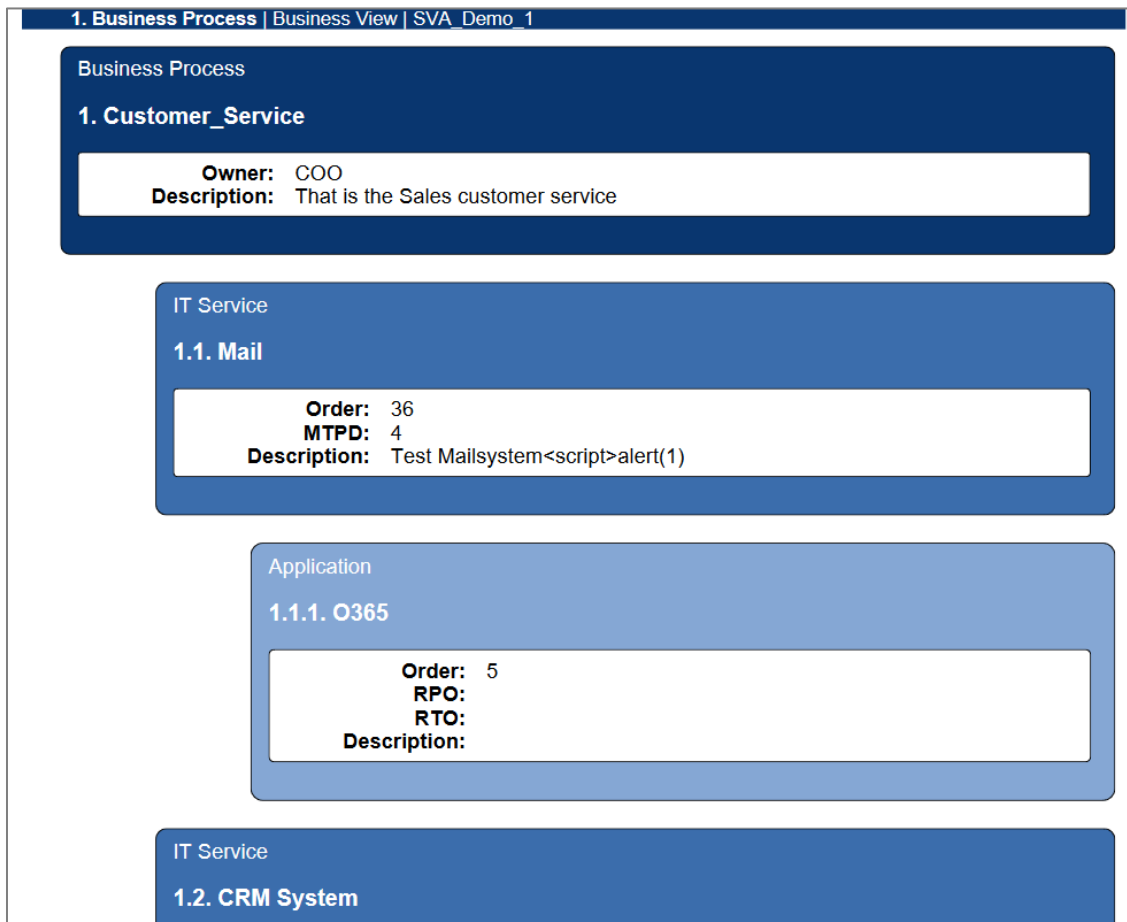 1. Business Process | Business View | SVA_Demo_1
Business Process
1. Customer_Service
Owner: COO
Description: That is the Sales customer service
IT Service
1.1. Mail
Order: 36
MTPD: 4
Description: Test Mailsystem<script>alert(1)
Application
1.1.1. O365
Order: 5
RPO:
RTO:
Description:
IT Service
1.2. CRM System